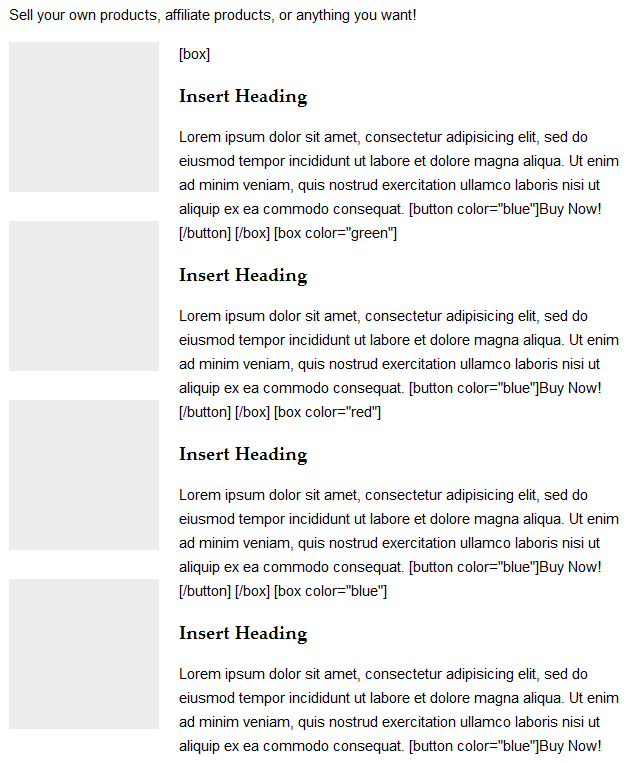 Sell your own products, affiliate products, or anything you want!
[box]
Insert Heading
Lorem ipsum dolor sit amet, consectetur adipisicing elit, sed do
eiusmod tempor incididunt ut labore et dolore magna aliqua. Ut enim
ad minim veniam, quis nostrud exercitation ullamco laboris nisi ut
aliquip ex ea commodo consequat. [button color="blue"]Buy Now!
[/button] [/box] [box color="green"]
Insert Heading
Lorem ipsum dolor sit amet, consectetur adipisicing elit, sed do
eiusmod tempor incididunt ut labore et dolore magna aliqua. Ut enim
ad minim veniam, quis nostrud exercitation ullamco laboris nisi ut
aliquip ex ea commodo consequat. [button color="blue"]Buy Now!
[/button] [/box] [box color="red"]
Insert Heading
Lorem ipsum dolor sit amet, consectetur adipisicing elit, sed do
eiusmod tempor incididunt ut labore et dolore magna aliqua. Ut enim
ad minim veniam, quis nostrud exercitation ullamco laboris nisi ut
aliquip ex ea commodo consequat. [button color="blue"]Buy Now!
[/button] [/box] [box color="blue"]
Insert Heading
Lorem ipsum dolor sit amet, consectetur adipisicing elit, sed do
eiusmod tempor incididunt ut labore et dolore magna aliqua. Ut enim
ad minim veniam, quis nostrud exercitation ullamco laboris nisi ut
aliquip ex ea commodo consequat. [button color="blue"]Buy Now!